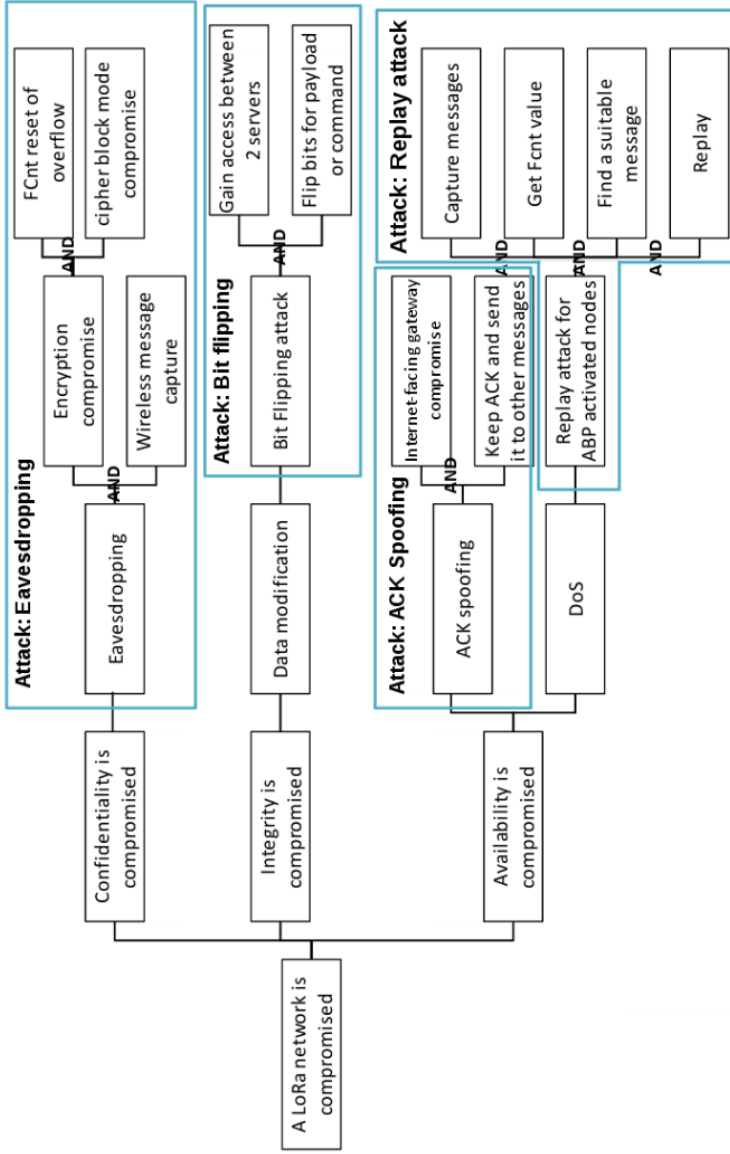 A LoRa network is
compromised
Confidentiality is
compromised
Integrity is
compromised
Availability is
compromised
Attack: Eavesdropping
Eavesdropping
AND
Encryption
compromise
Wireless message
capture
AND
FCnt reset of
overflow
cipher block mode
compromise
Data modification
Attack: Bit flipping
Bit Flipping attack
AND
Gain access between
2 servers
Flip bits for payload
or command
Attack: ACK Spoofing
ACK spoofing
AND
Internet-facing gateway
compromise
Keep ACK and send
it to other messages
DoS
Attack: Replay attack
Replay attack for
ABP activated nodes
AND
AND
AND
Capture messages
Get Fcnt value
Find a suitable
message
Replay